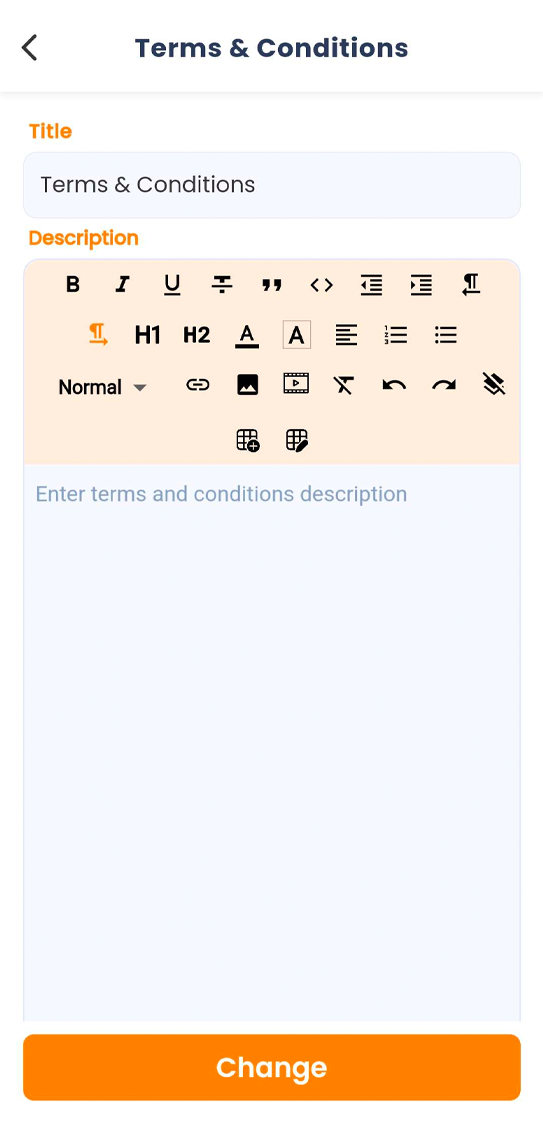 Terms & Conditions
Title
Terms & Conditions
Description
B I U S
H1 H2 A A
Normal
Enter terms and conditions description
Change